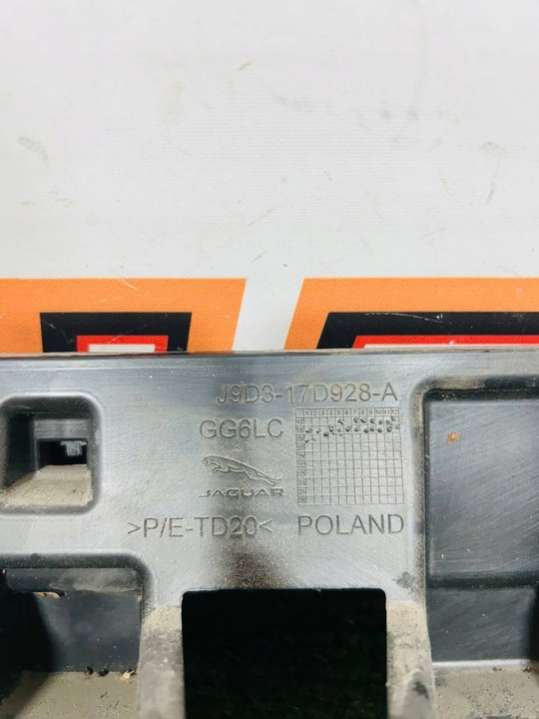 J9D3-17D928-A
GG6LC
JAGUAR
>P/E-TD20< POLAND